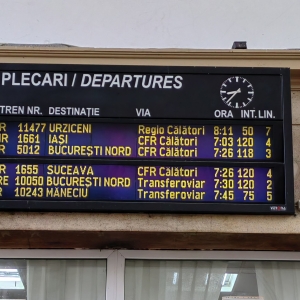 PLECARI / DEPARTURES
TREN NR. DESTINAȚIE VIA ORA INT. LIN.
R 11477 URZICENI Regio Călători 8:11 50 7
IR 1661 IAȘI CFR Călători 7:03 120 4
R 5012 BUCUREȘTI NORD CFR Călători 7:26 118 3
IR 1655 SUCEAVA CFR Călători 7:26 120 4
RE 10050 BUCUREȘTI NORD Transferoviar 7:30 120 2
R 10243 MĂNECIU Transferoviar 7:45 75 5